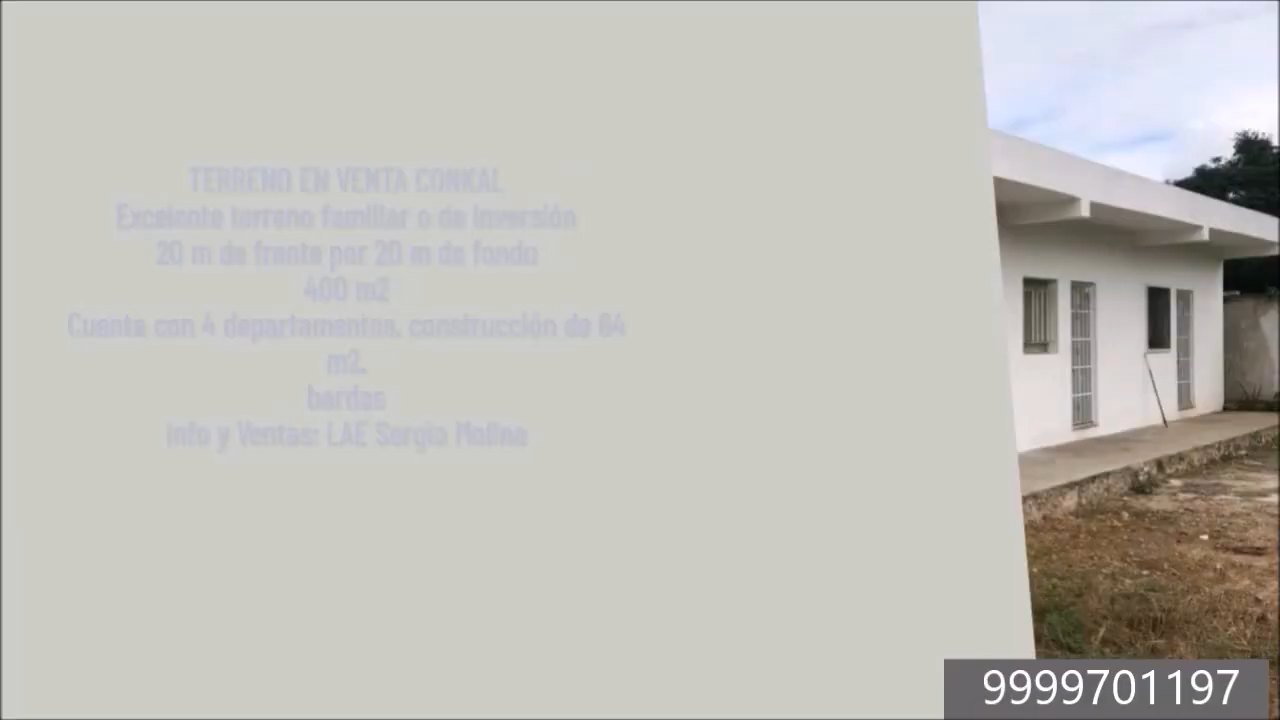 TERRENO EN VENTA CONKAL
Excelente terreno familiar o de inversión
20 m de frente por 20 m de fondo
400 m2
Cuenta con 4 departamentos, construcción de 64
m2.
bardas
info y Ventas: LAE Sergio Molina
9999701197